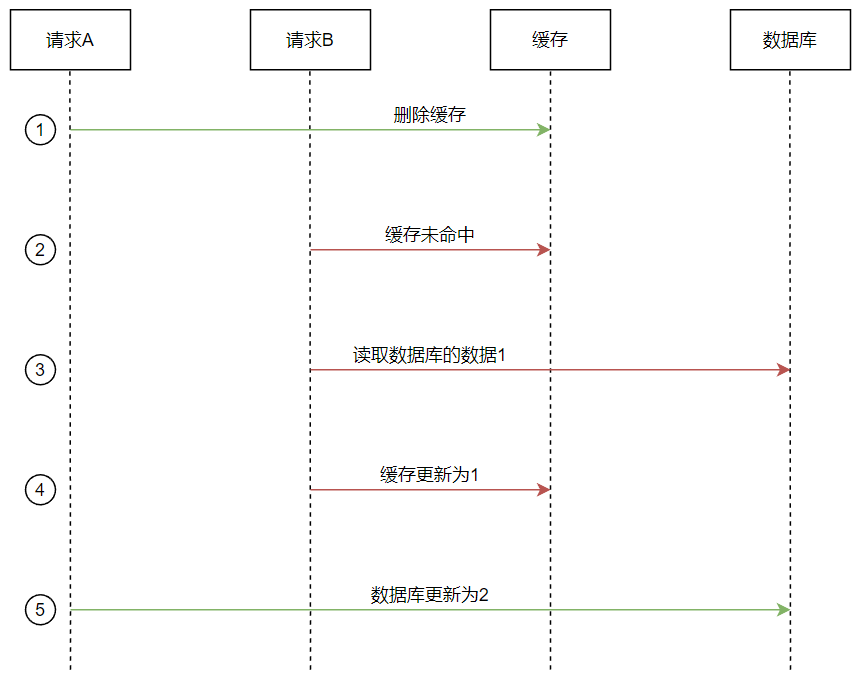 请求A
请求B
缓存
数据库
1
删除缓存
2
缓存未命中
3
读取数据库的数据1
4
缓存更新为1
5
数据库更新为2